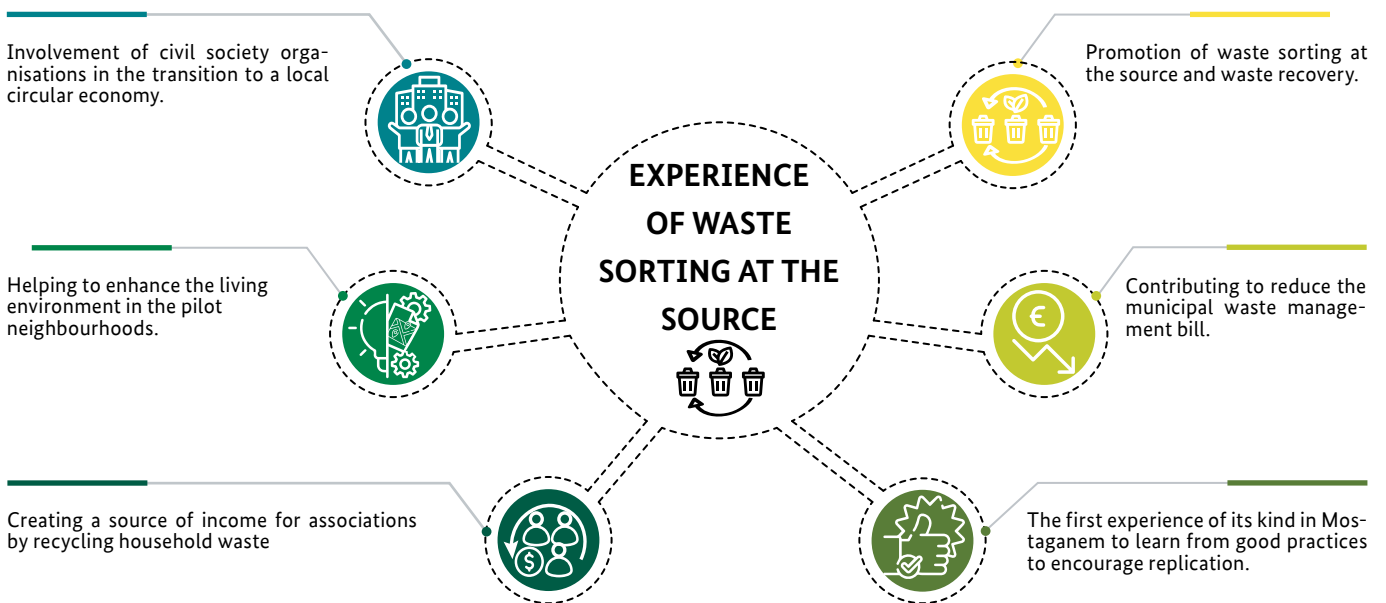 Involvement of civil society orga-
nisations in the transition to a local
circular economy.
Promotion of waste sorting at
the source and waste recovery.
EXPERIENCE
OF WASTE
SORTING AT THE
SOURCE
Helping to enhance the living
environment in the pilot
neighbourhoods.
€
Contributing to reduce the
municipal waste manage-
ment bill.
Creating a source of income for associations
by recycling household waste
$
The first experience of its kind in Mos-
taganem to learn from good practices
to encourage replication.